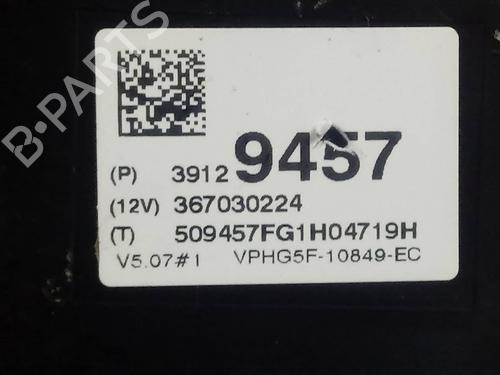 B-PARTS
(P) 3912 9457
(12V) 367030224
(T) 509457FG1H04719H
V5.07#1 VPHG5F-10849-EC